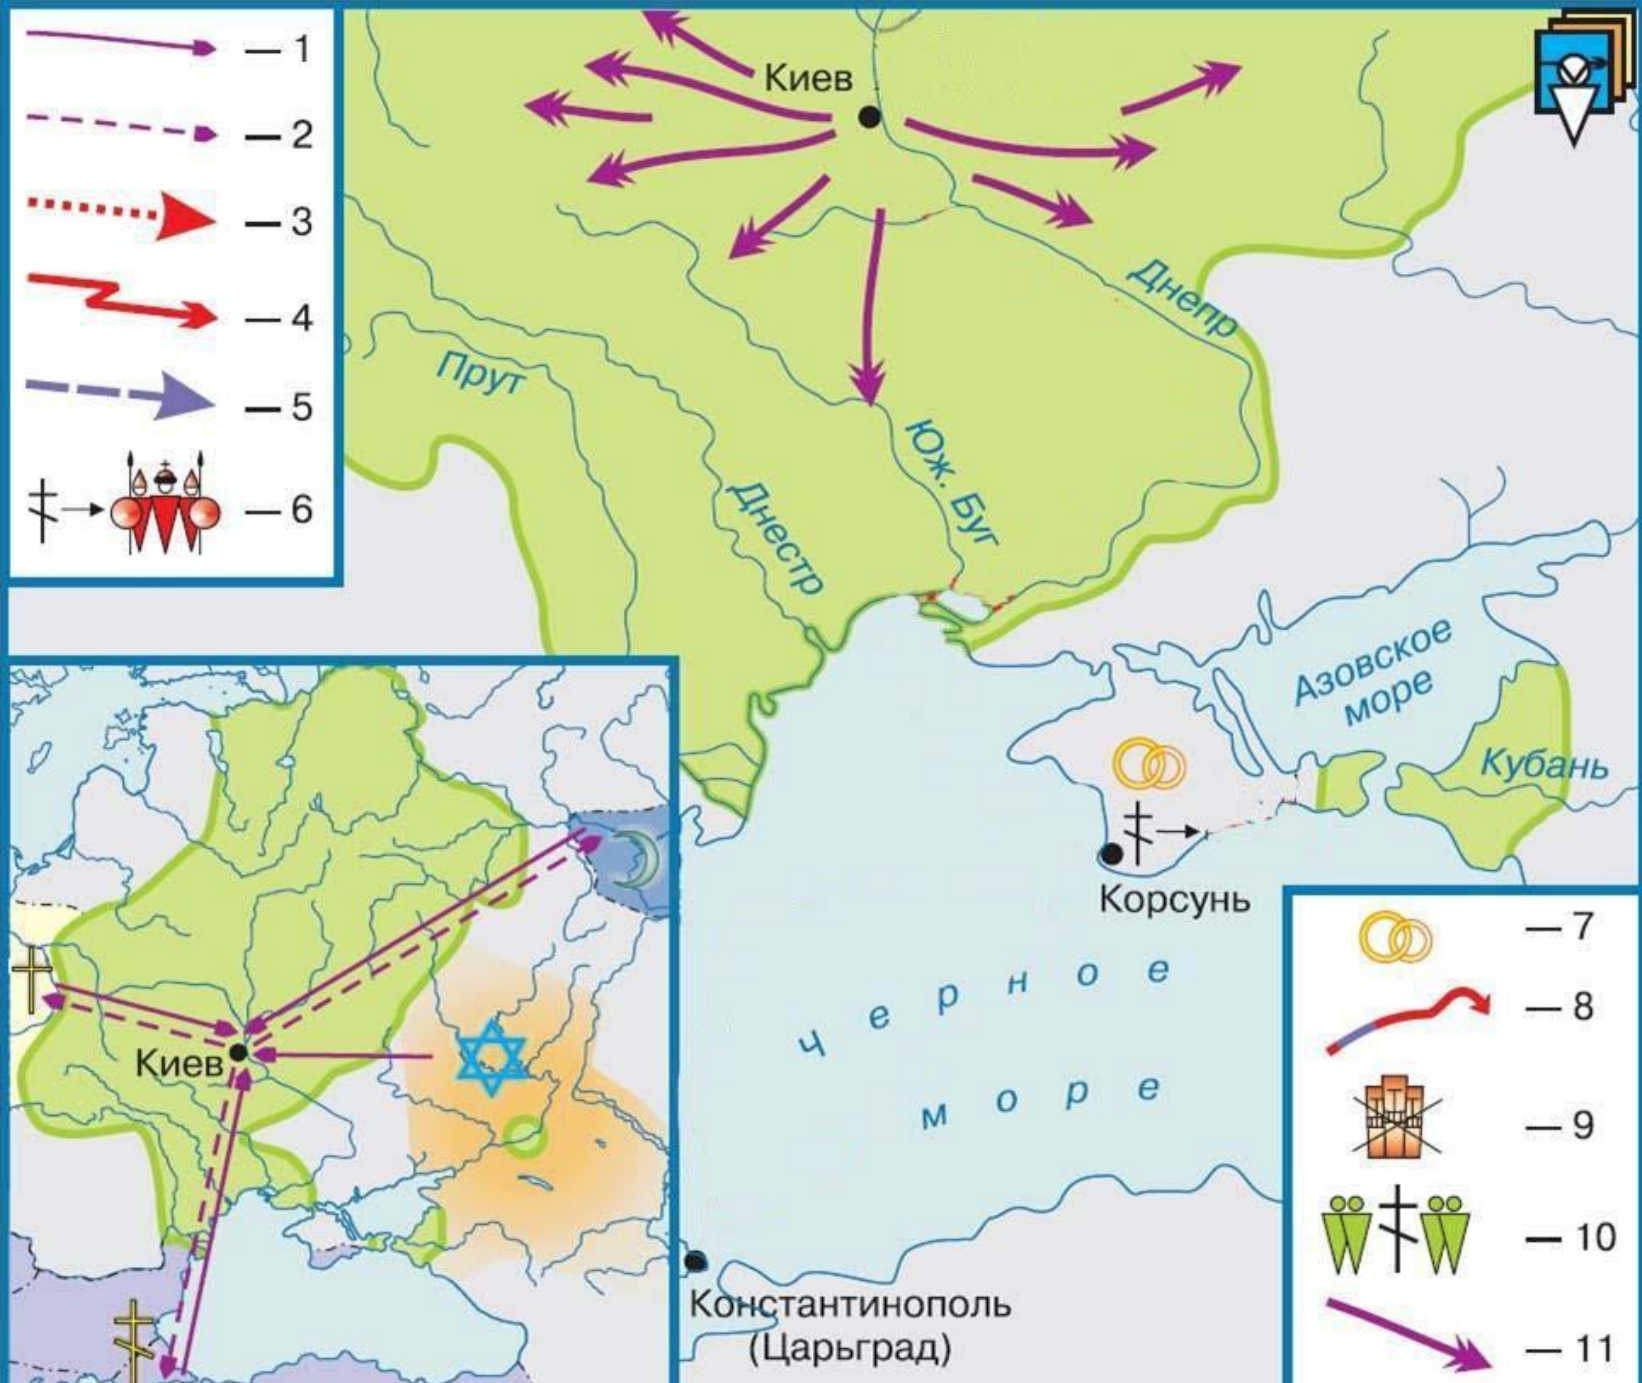 — 1
— 2
— 3
— 4
— 5
— 6
Киев
Днепр
Прут
Юж. Буг
Днестр
Азовское
море
Кубань
Корсунь
Черное
море
Киев
Константинополь
(Царьград)
— 7
— 8
— 9
— 10
— 11